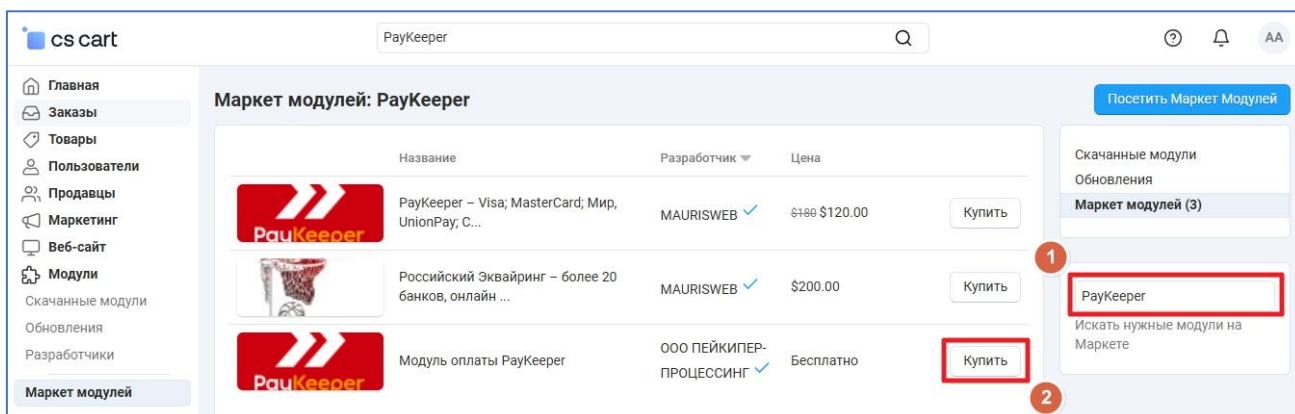 cs cart
PayKeeper
AA
Главная
Заказы
Товары
Пользователи
Продавцы
Маркетинг
Веб-сайт
Модули
Скачанные модули
Обновления
Разработчики
Маркет модулей
Маркет модулей: PayKeeper
Посетить Маркет Модулей
Название
Разработчик
Цена
PayKeeper
PayKeeper – Visa; MasterCard; Мир,
UnionPay; С...
MAURISWEB
$180 $120.00
Купить
Российский Эквайринг – более 20
банков, онлайн ...
MAURISWEB
$200.00
Купить
PayKeeper
Модуль оплаты PayKeeper
ООО ПЕЙКИПЕР-
ПРОЦЕССИНГ
Бесплатно
Купить
2
Скачанные модули
Обновления
Маркет модулей (3)
1
PayKeeper
Искать нужные модули на
Маркете